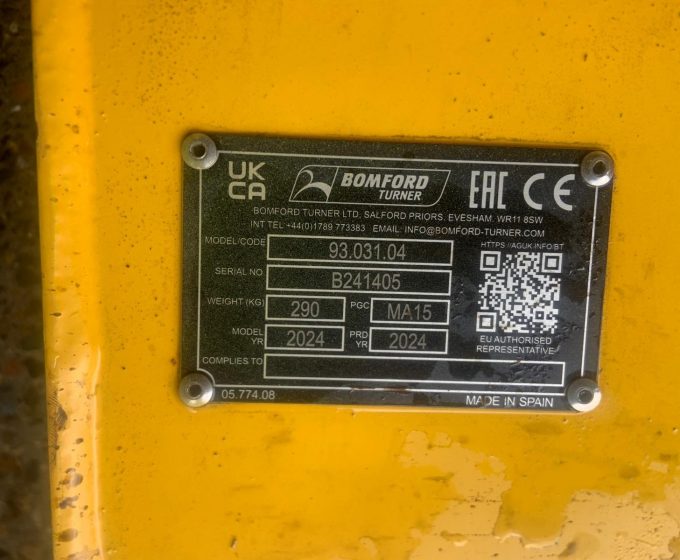 UK
CA
BOMFORD
TURNER
EAC CE
BOMFORD TURNER LTD, SALFORD PRIORS. EVESHAM. WR11 8SW
INT TEL +44(0)1789 773383 EMAIL: INFO@BOMFORD-TURNER.COM
MODEL/CODE 93.031.04
HTTPS://AGUK.INFO/BT
SERIAL NO B241405
WEIGHT (KG) 290 PGC MA15
MODEL YR 2024 PRD YR 2024
EU AUTHORISED
REPRESENTATIVE
COMPLIES TO
05.774.08 MADE IN SPAIN